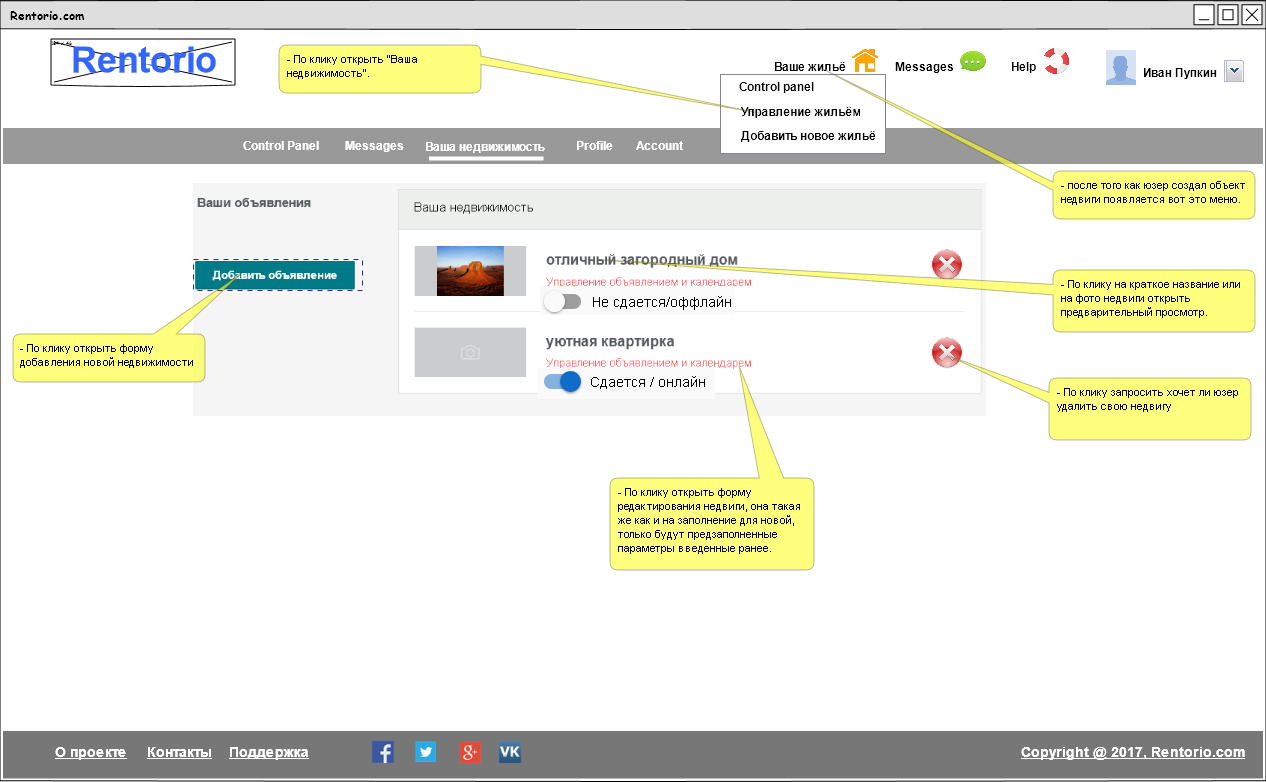 Rentorio.com
Rentorio
- По клику открыть "Ваша
недвижимость".
Ваше жильё
Messages
Help
Иван Пупкин
Control panel
Управление жильём
Добавить новое жильё
Control Panel
Messages
Ваша недвижимость
Profile
Account
- после того как юзер создал объект
недвиги появляется вот это меню.
Ваши объявления
Ваша недвижимость
Добавить объявление
отличный загородный дом
Управление объявлением и календарем
Не сдается/оффлайн
- По клику на краткое название или
на фото недвиги открыть
предварительный просмотр.
- По клику открыть форму
добавления новой недвижимости
уютная квартирка
Управление объявлением и календарем
Сдается / онлайн
- По клику запросить хочет ли юзер
удалить свою недвигу
- По клику открыть форму
редактирования недвиги, она такая
же как и на заполнение для новой,
только будут предзаполненные
параметры введенные ранее.
О проекте
Контакты
Поддержка
Copyright @ 2017, Rentorio.com